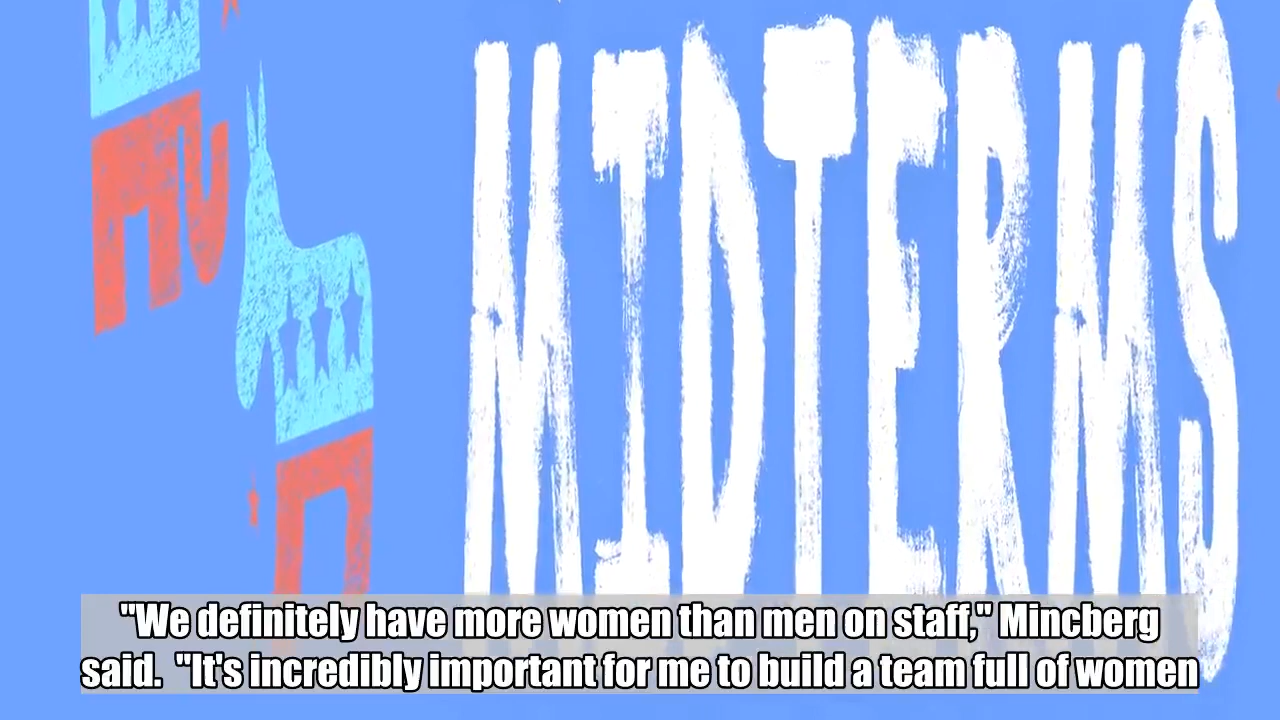 MIDTERMS
"We definitely have more women than men on staff," Mincberg
said. "It's incredibly important for me to build a team full of women